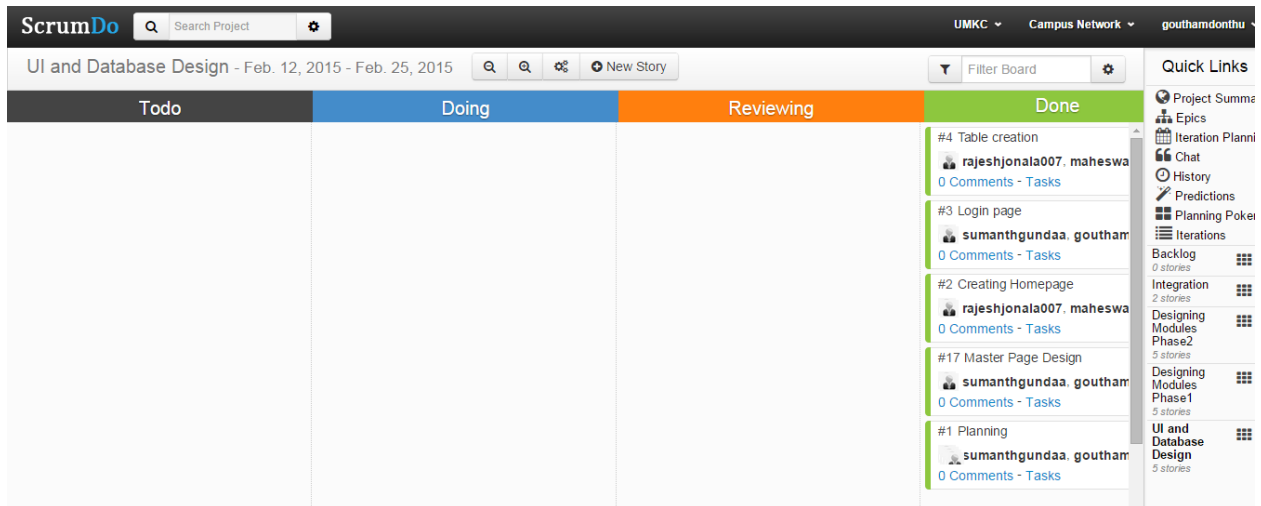 ScrumDo Search Project UMKC Campus Network gouthamdonthu
UI and Database Design - Feb. 12, 2015 - Feb. 25, 2015 New Story Filter Board
Todo Doing Reviewing Done
#4 Table creation
rajeshjonala007, maheswa
0 Comments - Tasks
#3 Login page
sumanthgundaa, goutham
0 Comments - Tasks
#2 Creating Homepage
rajeshjonala007, maheswa
0 Comments - Tasks
#17 Master Page Design
sumanthgundaa, goutham
0 Comments - Tasks
#1 Planning
sumanthgundaa, goutham
0 Comments - Tasks
Quick Links
Project Summa
Epics
Iteration Planni
Chat
History
Predictions
Planning Poker
Iterations
Backlog
0 stories
Integration
2 stories
Designing
Modules
Phase2
5 stories
Designing
Modules
Phase1
5 stories
UI and
Database
Design
5 stories